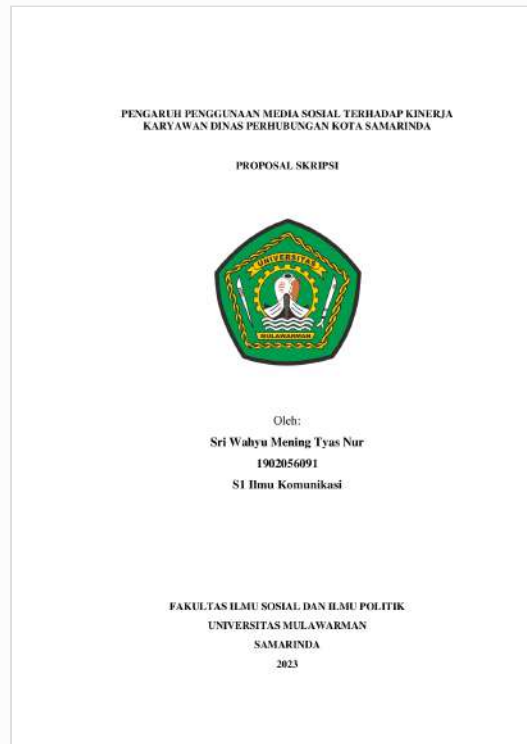 PENGARUH PENGGUNAAN MEDIA SOSIAL TERHADAP KINERJA
KARYAWAN DINAS PERHUBUNGAN KOTA SAMARINDA
PROPOSAL SKRIPSI
UNIVERSITAS
MULAWARMAN
Oleh:
Sri Wahyu Mening Tyas Nur
1902056091
S1 Ilmu Komunikasi
FAKULTAS ILMU SOSIAL DAN ILMU POLITIK
UNIVERSITAS MULAWARMAN
SAMARINDA
2023